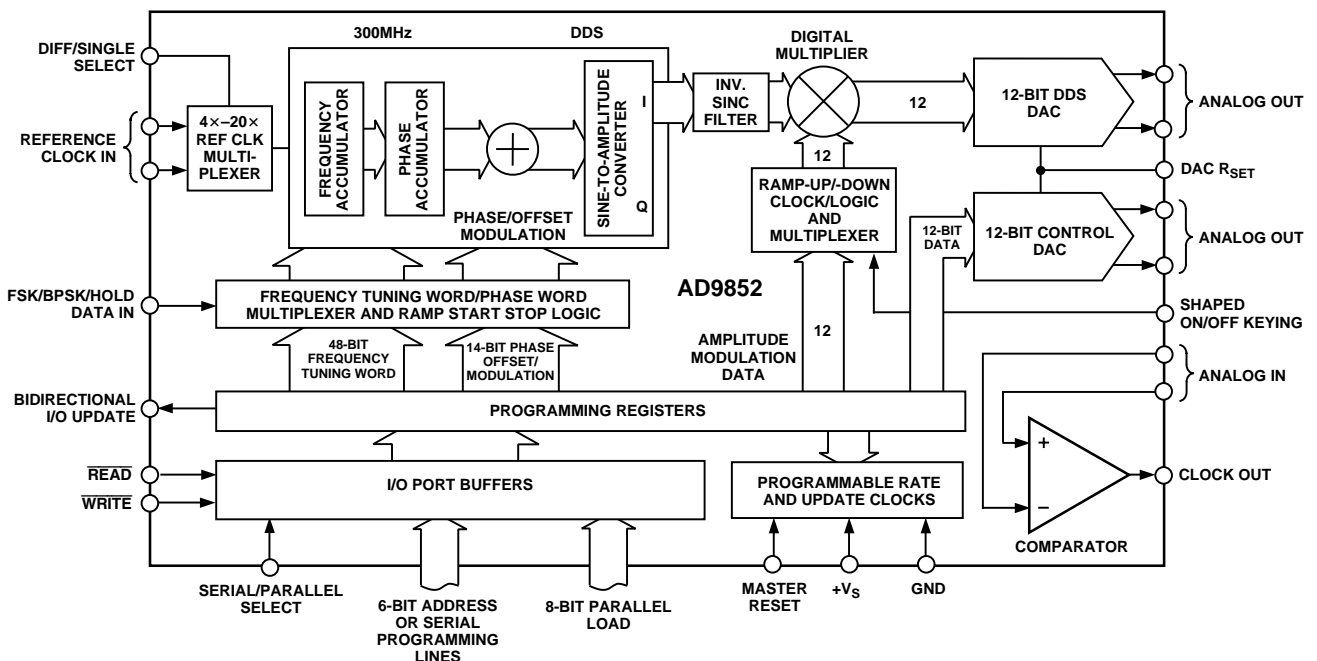 300MHz
DDS
DIGITAL
MULTIPLIER
DIFF/SINGLE
SELECT
REFERENCE
CLOCK IN
4×–20×
REF CLK
MULTI-
PLEXER
FREQUENCY
ACCUMULATOR
PHASE
ACCUMULATOR
SINE-TO-AMPLITUDE
CONVERTER
I
Q
PHASE/OFFSET
MODULATION
INV.
SINC
FILTER
12
12-BIT DDS
DAC
ANALOG OUT
DAC RSET
12
RAMP-UP/-DOWN
CLOCK/LOGIC
AND
MULTIPLEXER
12-BIT
DATA
12-BIT CONTROL
DAC
ANALOG OUT
FSK/BPSK/HOLD
DATA IN
FREQUENCY TUNING WORD/PHASE WORD
MULTIPLEXER AND RAMP START STOP LOGIC
AD9852
SHAPED
ON/OFF KEYING
48-BIT
FREQUENCY
TUNING WORD
14-BIT PHASE
OFFSET/
MODULATION
AMPLITUDE
MODULATION
DATA
12
ANALOG IN
BIDIRECTIONAL
I/O UPDATE
PROGRAMMING REGISTERS
READ
WRITE
I/O PORT BUFFERS
PROGRAMMABLE RATE
AND UPDATE CLOCKS
+
−
COMPARATOR
CLOCK OUT
SERIAL/PARALLEL
SELECT
6-BIT ADDRESS
OR SERIAL
PROGRAMMING
LINES
8-BIT PARALLEL
LOAD
MASTER
RESET
+VS
GND